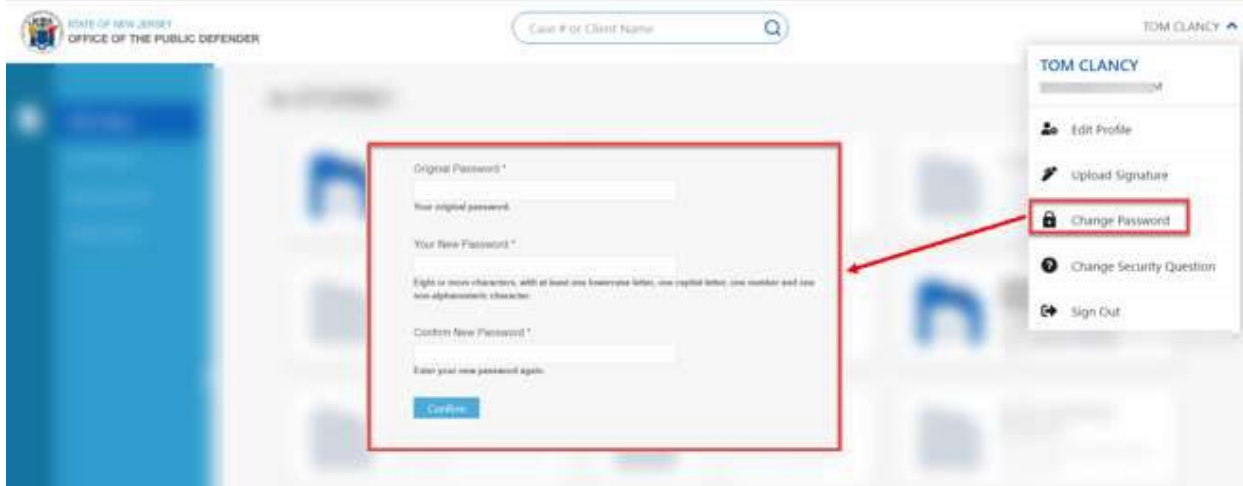 STATE OF NEW JERSEY
OFFICE OF THE PUBLIC DEFENDER
Case # or Client Name
TOM CLANCY
TOM CLANCY
Edit Profile
Upload Signature
Change Password
Change Security Question
Sign Out
Original Password *
Your original password.
Your New Password *
Eight or more characters, with at least one lowercase letter, one capital letter, one number and one
non-alphanumeric character.
Confirm New Password *
Enter your new password again.
Confirm